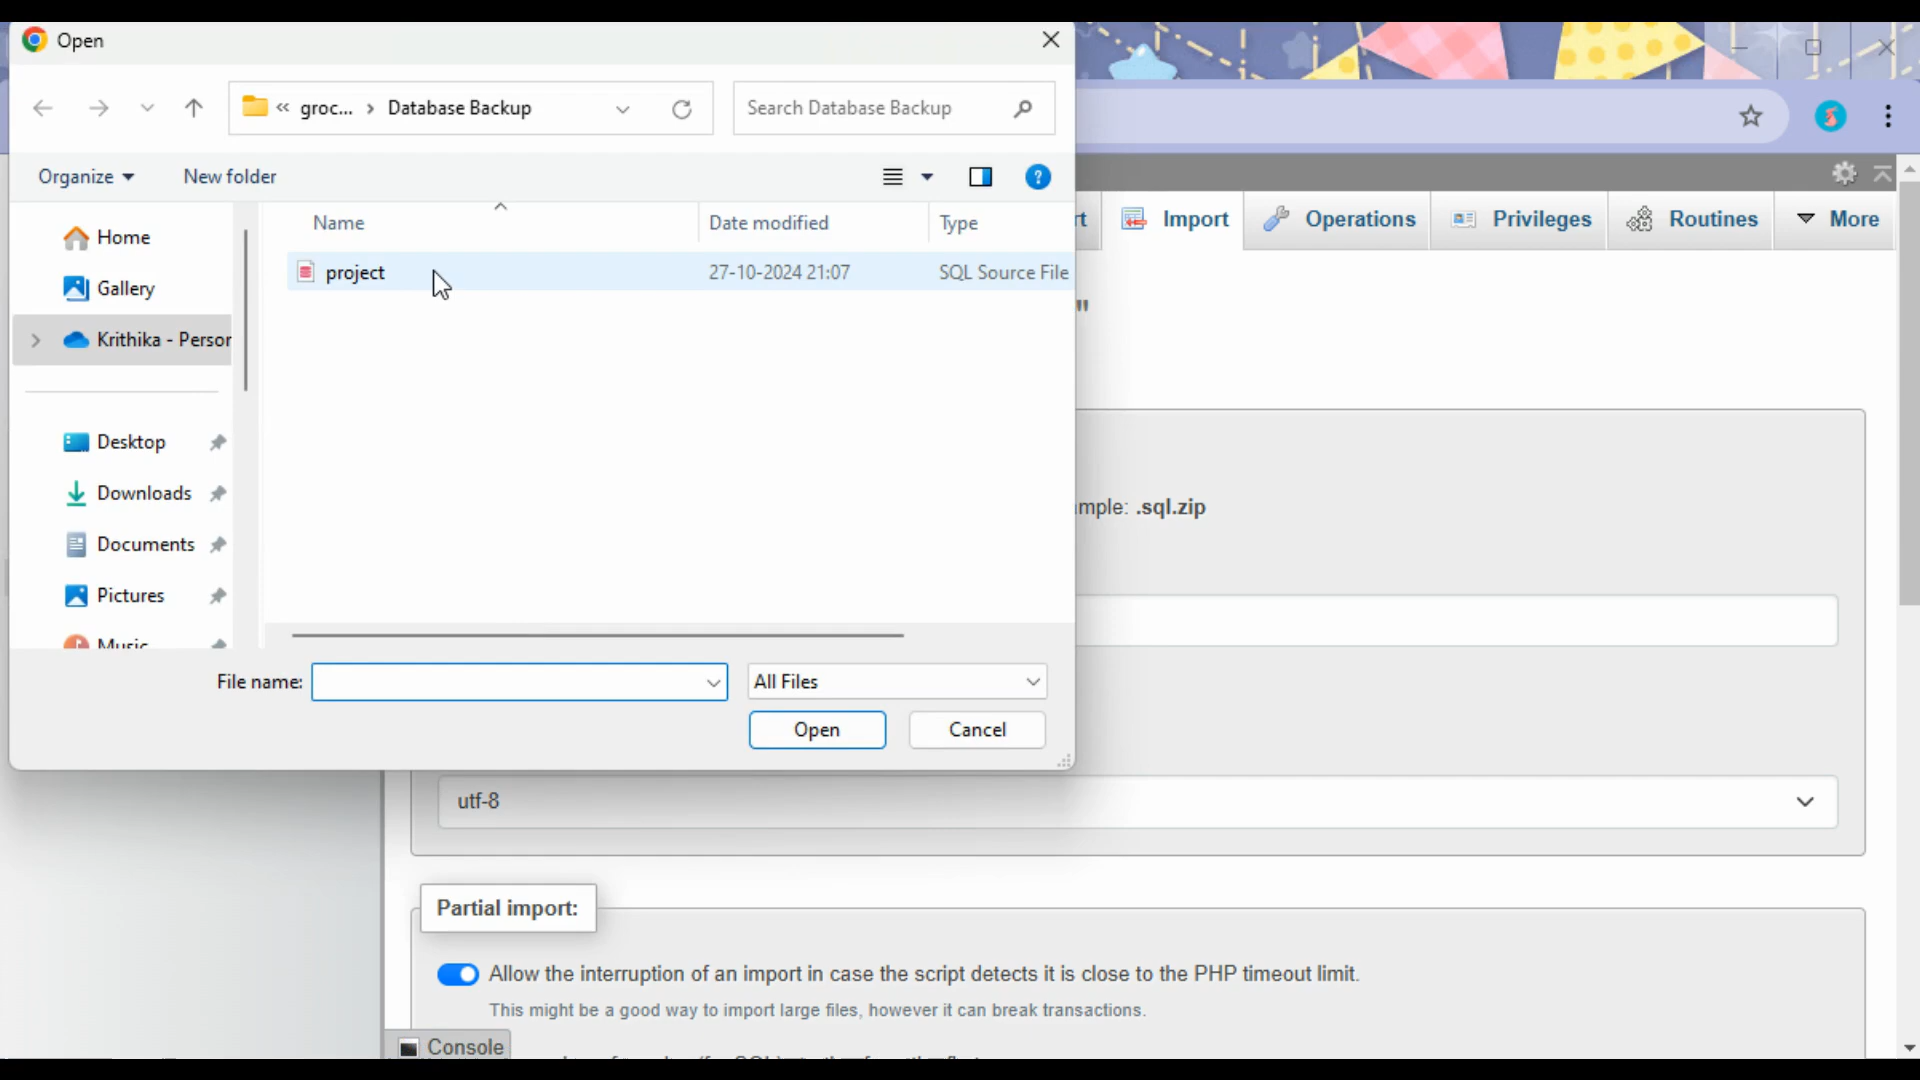 Open
« groc... › Database Backup
Search Database Backup
Organize
New folder
Name
Date modified
Type
Home
project
27-10-2024 21:07
SQL Source File
Gallery
Krithika - Person
Desktop
Downloads
Documents
Pictures
Music
File name:
All Files
Open
Cancel
rt
Import
Operations
Privileges
Routines
More
"
mple: .sql.zip
utf-8
Partial import:
Allow the interruption of an import in case the script detects it is close to the PHP timeout limit.
This might be a good way to import large files, however it can break transactions.
Console